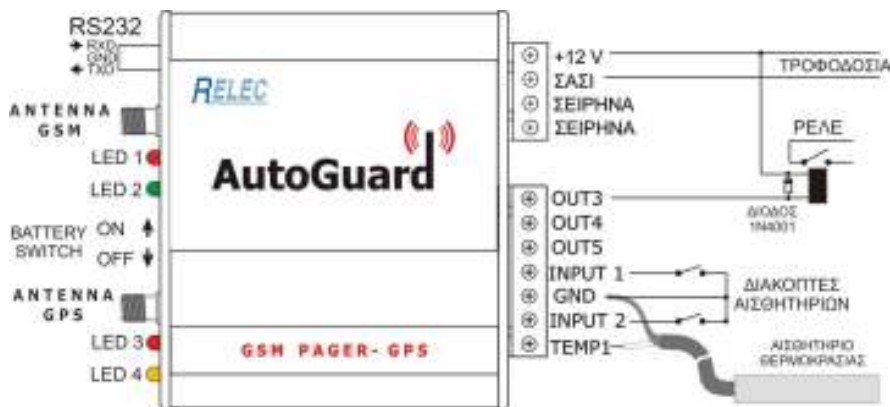 RS232
RXD
GND
TXD
ANTENNA
GSM
LED 1
LED 2
BATTERY
SWITCH
ON
OFF
ANTENNA
GPS
LED 3
LED 4
RELEC
AutoGuard
GSM PAGER-GPS
+12 V
ΣΑΣΙ
ΣΕΙΡΗΝΑ
ΣΕΙΡΗΝΑ
OUT3
OUT4
OUT5
INPUT 1
GND
INPUT 2
TEMP1
ΤΡΟΦΟΔΟΣΙΑ
ΡΕΛΕ
ΔΙΟΔΟΣ
1N4001
ΔΙΑΚΟΠΤΕΣ
ΑΙΣΘΗΤΗΡΙΩΝ
ΑΙΣΘΗΤΗΡΙΟ
ΘΕΡΜΟΚΡΑΣΙΑΣ